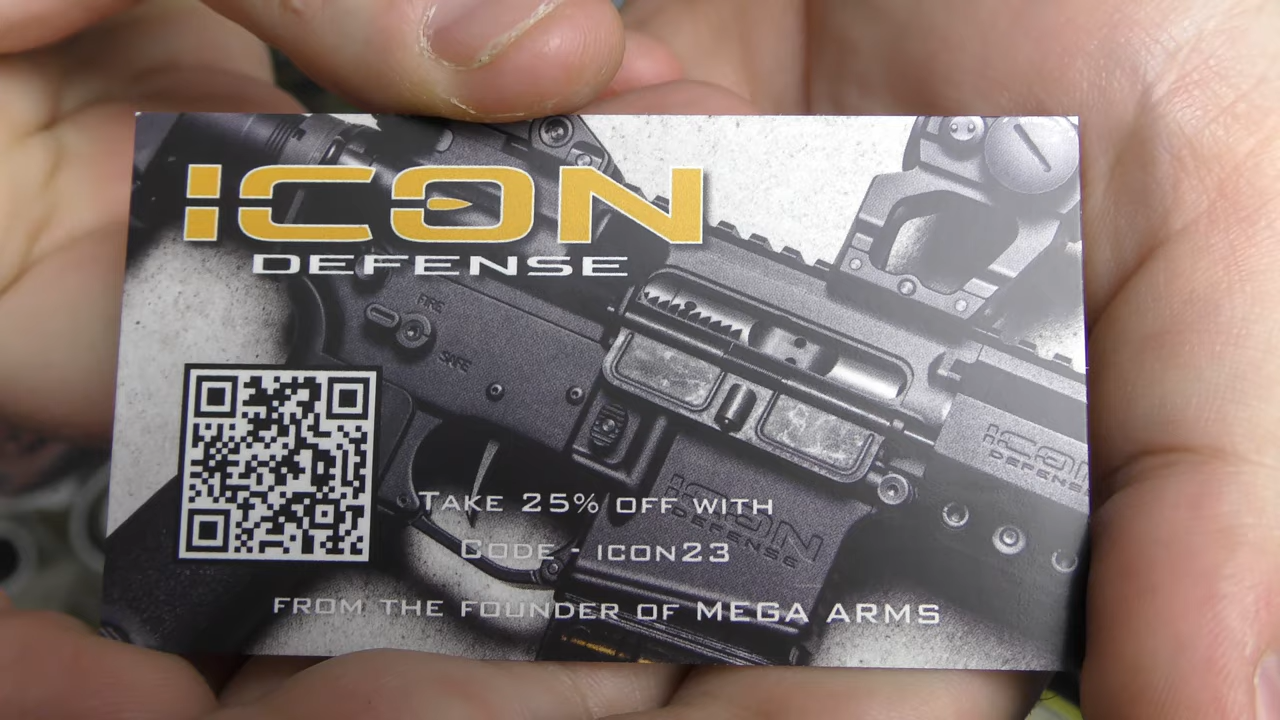 ICON
DEFENSE
FIRE
SAFE
ICON
DEFENSE
TAKE 25% OFF WITH
ICON
DEFENSE
CODE - ICON23
FROM THE FOUNDER OF MEGA ARMS